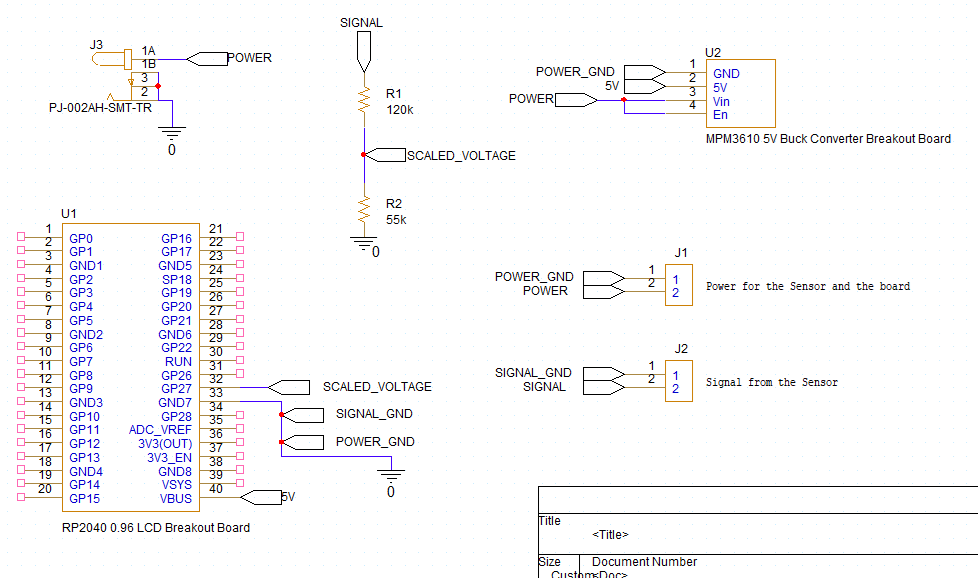 SIGNAL
J3
1A
1B
3
2
POWER
PJ-002AH-SMT-TR
0
R1
120k
SCALED_VOLTAGE
R2
55k
0
U2
POWER_GND
5V
POWER
1
2
3
4
GND
5V
Vin
En
MPM3610 5V Buck Converter Breakout Board
U1
1 GP0 GP16 21
2 GP1 GP17 22
3 GND1 GND5 23
4 GP2 SP18 24
5 GP3 GP19 25
6 GP4 GP20 26
7 GP5 GP21 27
8 GND2 GND6 28
9 GP6 GP22 29
10 GP7 RUN 30
11 GP8 GP26 31
12 GP9 GP27 32 SCALED_VOLTAGE
13 GND3 GND7 33
14 GP10 GP28 34 SIGNAL_GND
15 GP11 ADC_VREF 35
16 GP12 3V3(OUT) 36 POWER_GND
17 GP13 3V3_EN 37
18 GND4 GND8 38
19 GP14 VSYS 39
20 GP15 VBUS 40 5V
0
RP2040 0.96 LCD Breakout Board
J1
POWER_GND 1 1
POWER 2 2
Power for the Sensor and the board
J2
SIGNAL_GND 1 1
SIGNAL 2 2
Signal from the Sensor
Title
<Title>
Size Document Number
Custom <Doc>